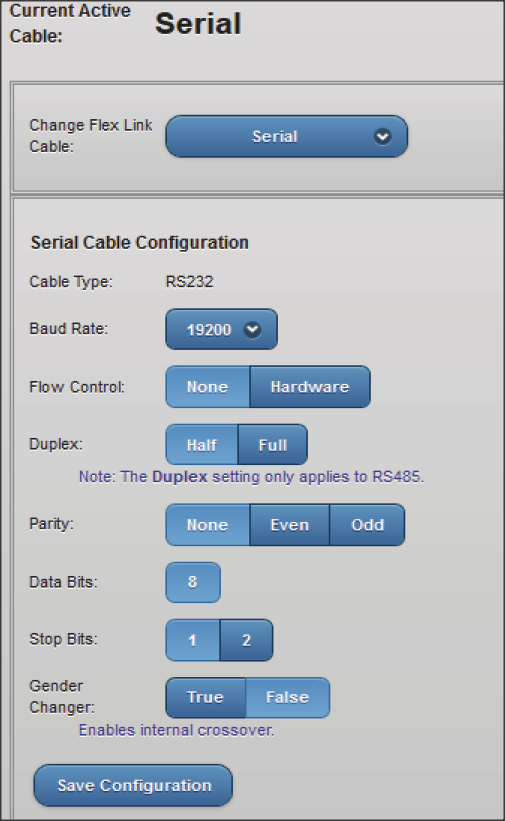 Current Active
Cable:
Serial
Change Flex Link
Cable:
Serial
Serial Cable Configuration
Cable Type: RS232
Baud Rate: 19200
Flow Control: None Hardware
Duplex: Half Full
Note: The Duplex setting only applies to RS485.
Parity: None Even Odd
Data Bits: 8
Stop Bits: 1 2
Gender
Changer:
True False
Enables internal crossover.
Save Configuration